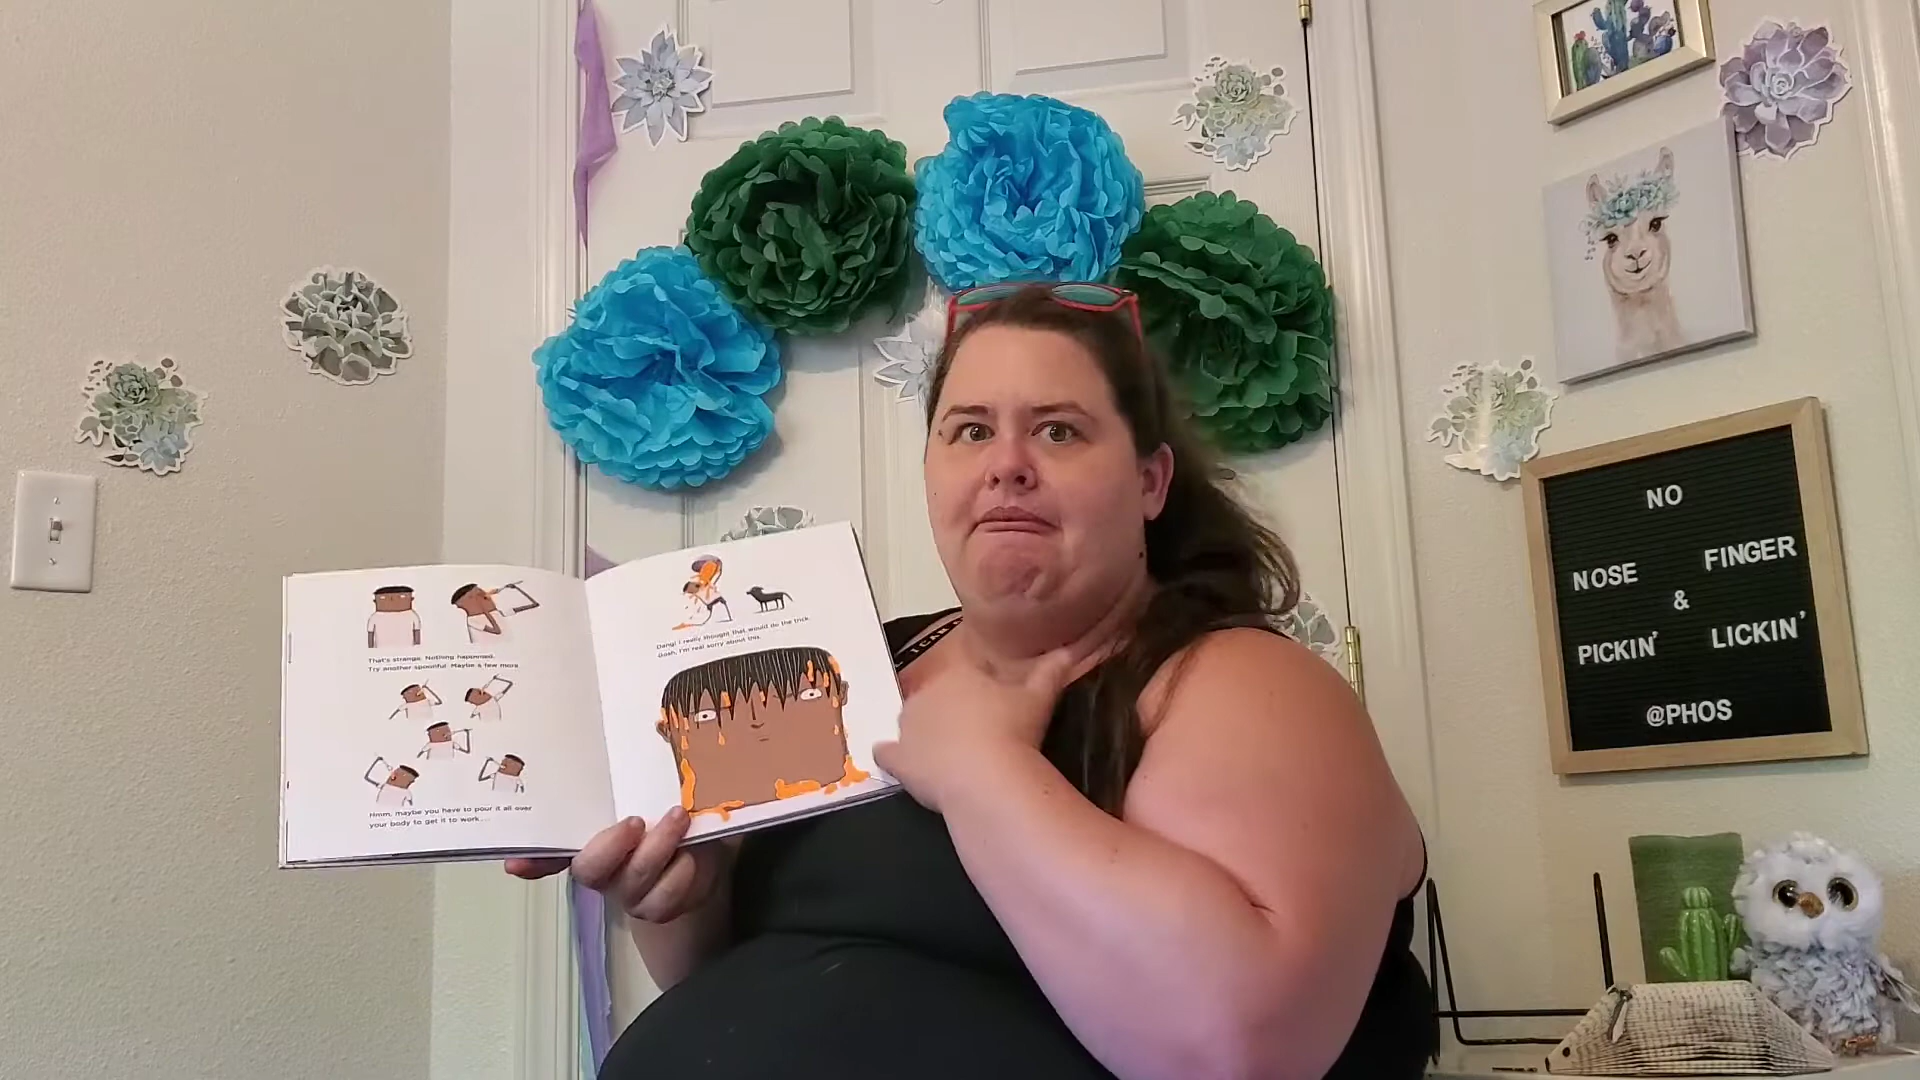 That's strange. Nothing happened.
Try another spoonful. Maybe a few more
Hmm, maybe you have to pour it all over
your body to get it to work...
Dang! I really thought that would do the trick.
Gosh, I'm real sorry about this.
I CAN
NO
NOSE FINGER
&
PICKIN' LICKIN'
@PHOS